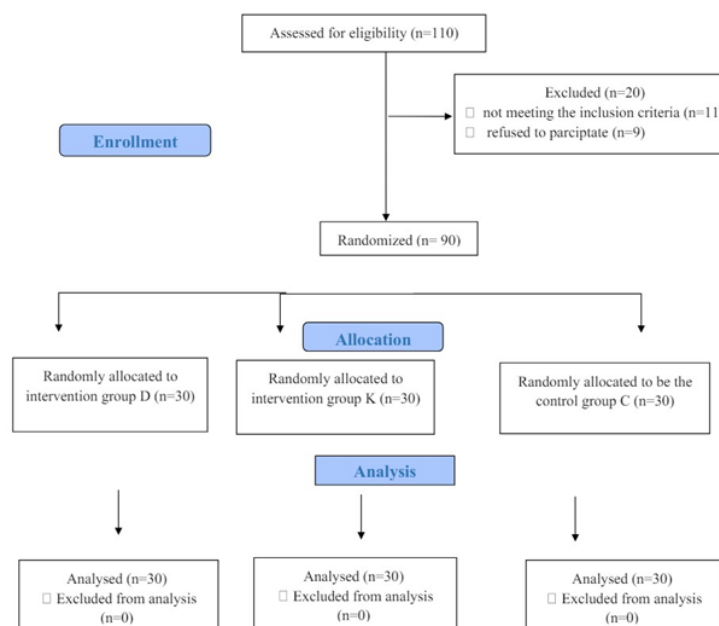 Assessed for eligibility (n=110)
Excluded (n=20)
□ not meeting the inclusion criteria (n=11
□ refused to parciptate (n=9)
Enrollment
Randomized (n= 90)
Allocation
Randomly allocated to
intervention group D (n=30)
Randomly allocated to
intervention group K (n=30)
Randomly allocated to be the
control group C (n=30)
Analysis
Analysed (n=30)
□ Excluded from analysis
(n=0)
Analysed (n=30)
□ Excluded from analysis
(n=0)
Analysed (n=30)
□ Excluded from analysis
(n=0)